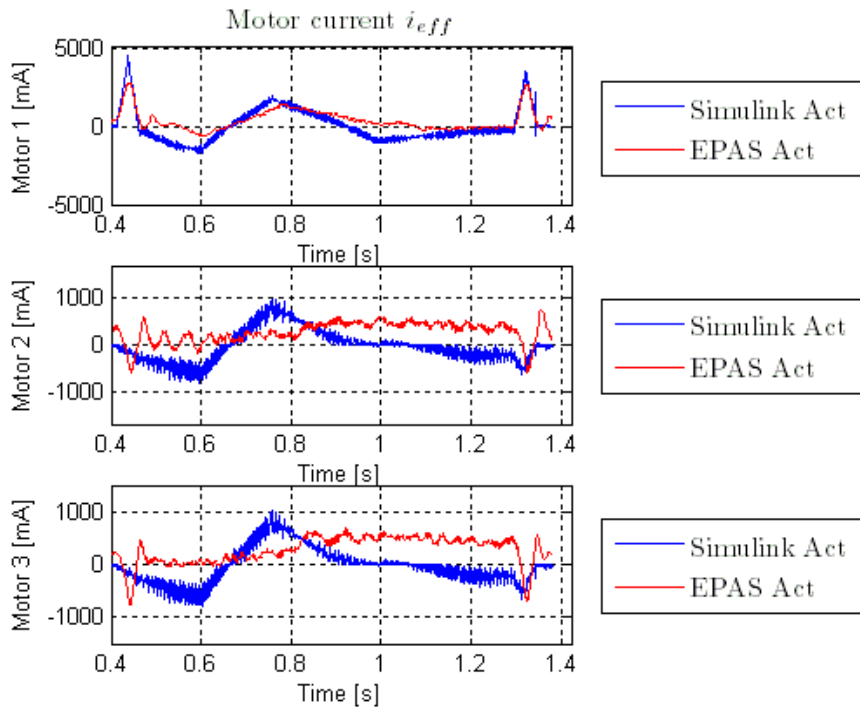 Motor current i_eff
Motor 1 [mA]
5000
0
-5000
0.4 0.6 0.8 1 1.2 1.4
Time [s]
Simulink Act
EPAS Act
Motor 2 [mA]
1000
0
-1000
0.4 0.6 0.8 1 1.2 1.4
Time [s]
Simulink Act
EPAS Act
Motor 3 [mA]
1000
0
-1000
0.4 0.6 0.8 1 1.2 1.4
Time [s]
Simulink Act
EPAS Act